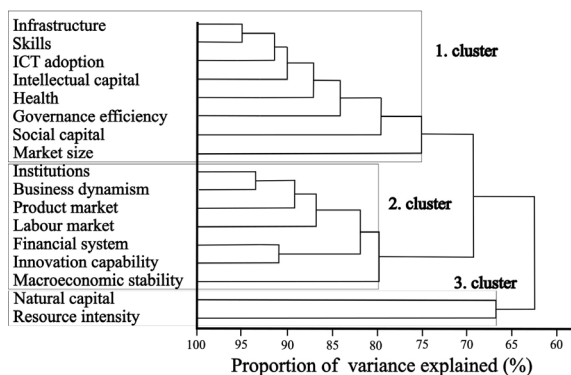 Infrastructure
Skills
ICT adoption
Intellectual capital
Health
Governance efficiency
Social capital
Market size
1. cluster
Institutions
Business dynamism
Product market
Labour market
Financial system
Innovation capability
Macroeconomic stability
2. cluster
3. cluster
Natural capital
Resource intensity
100 95 90 85 80 75 70 65 60
Proportion of variance explained (%)